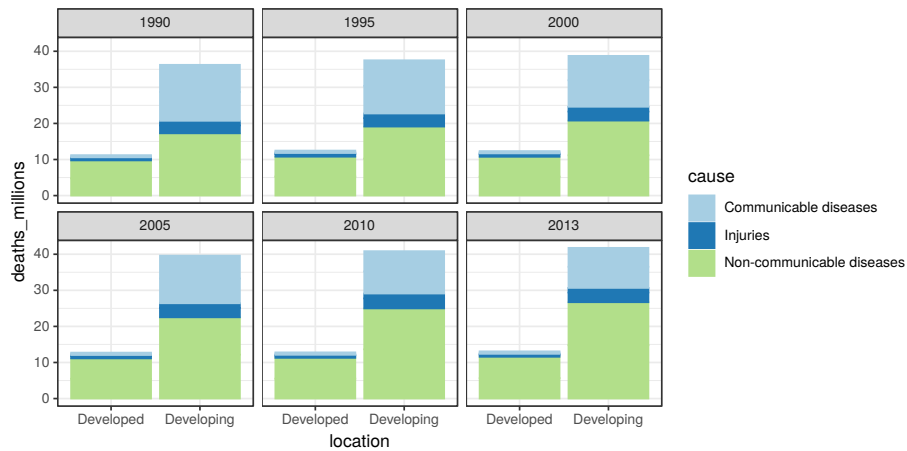 1990 1995 2000
40
30
20
10
0
2005 2010 2013
40
30
20
10
0
deaths_millions
Developed Developing Developed Developing Developed Developing
location
cause
Communicable diseases
Injuries
Non-communicable diseases